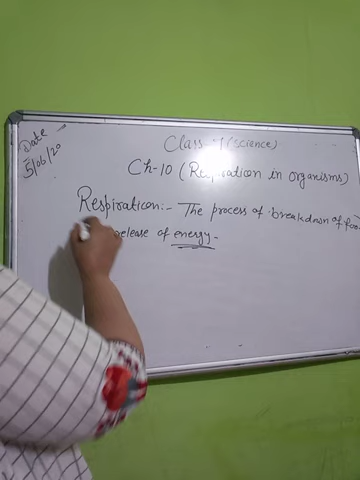 Date
5/06/20
Class - 7 (science)
Ch-10 (Respiration in organisms)
Respiration:- The process of breakdown of
release of energy-